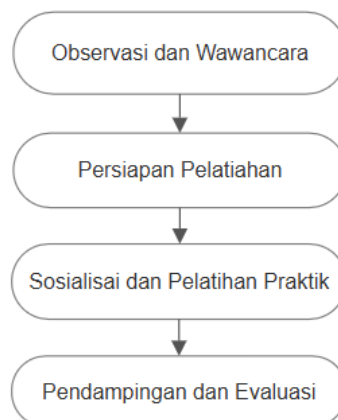 Observasi dan Wawancara
Persiapan Pelatiahan
Sosialisai dan Pelatihan Praktik
Pendampingan dan Evaluasi